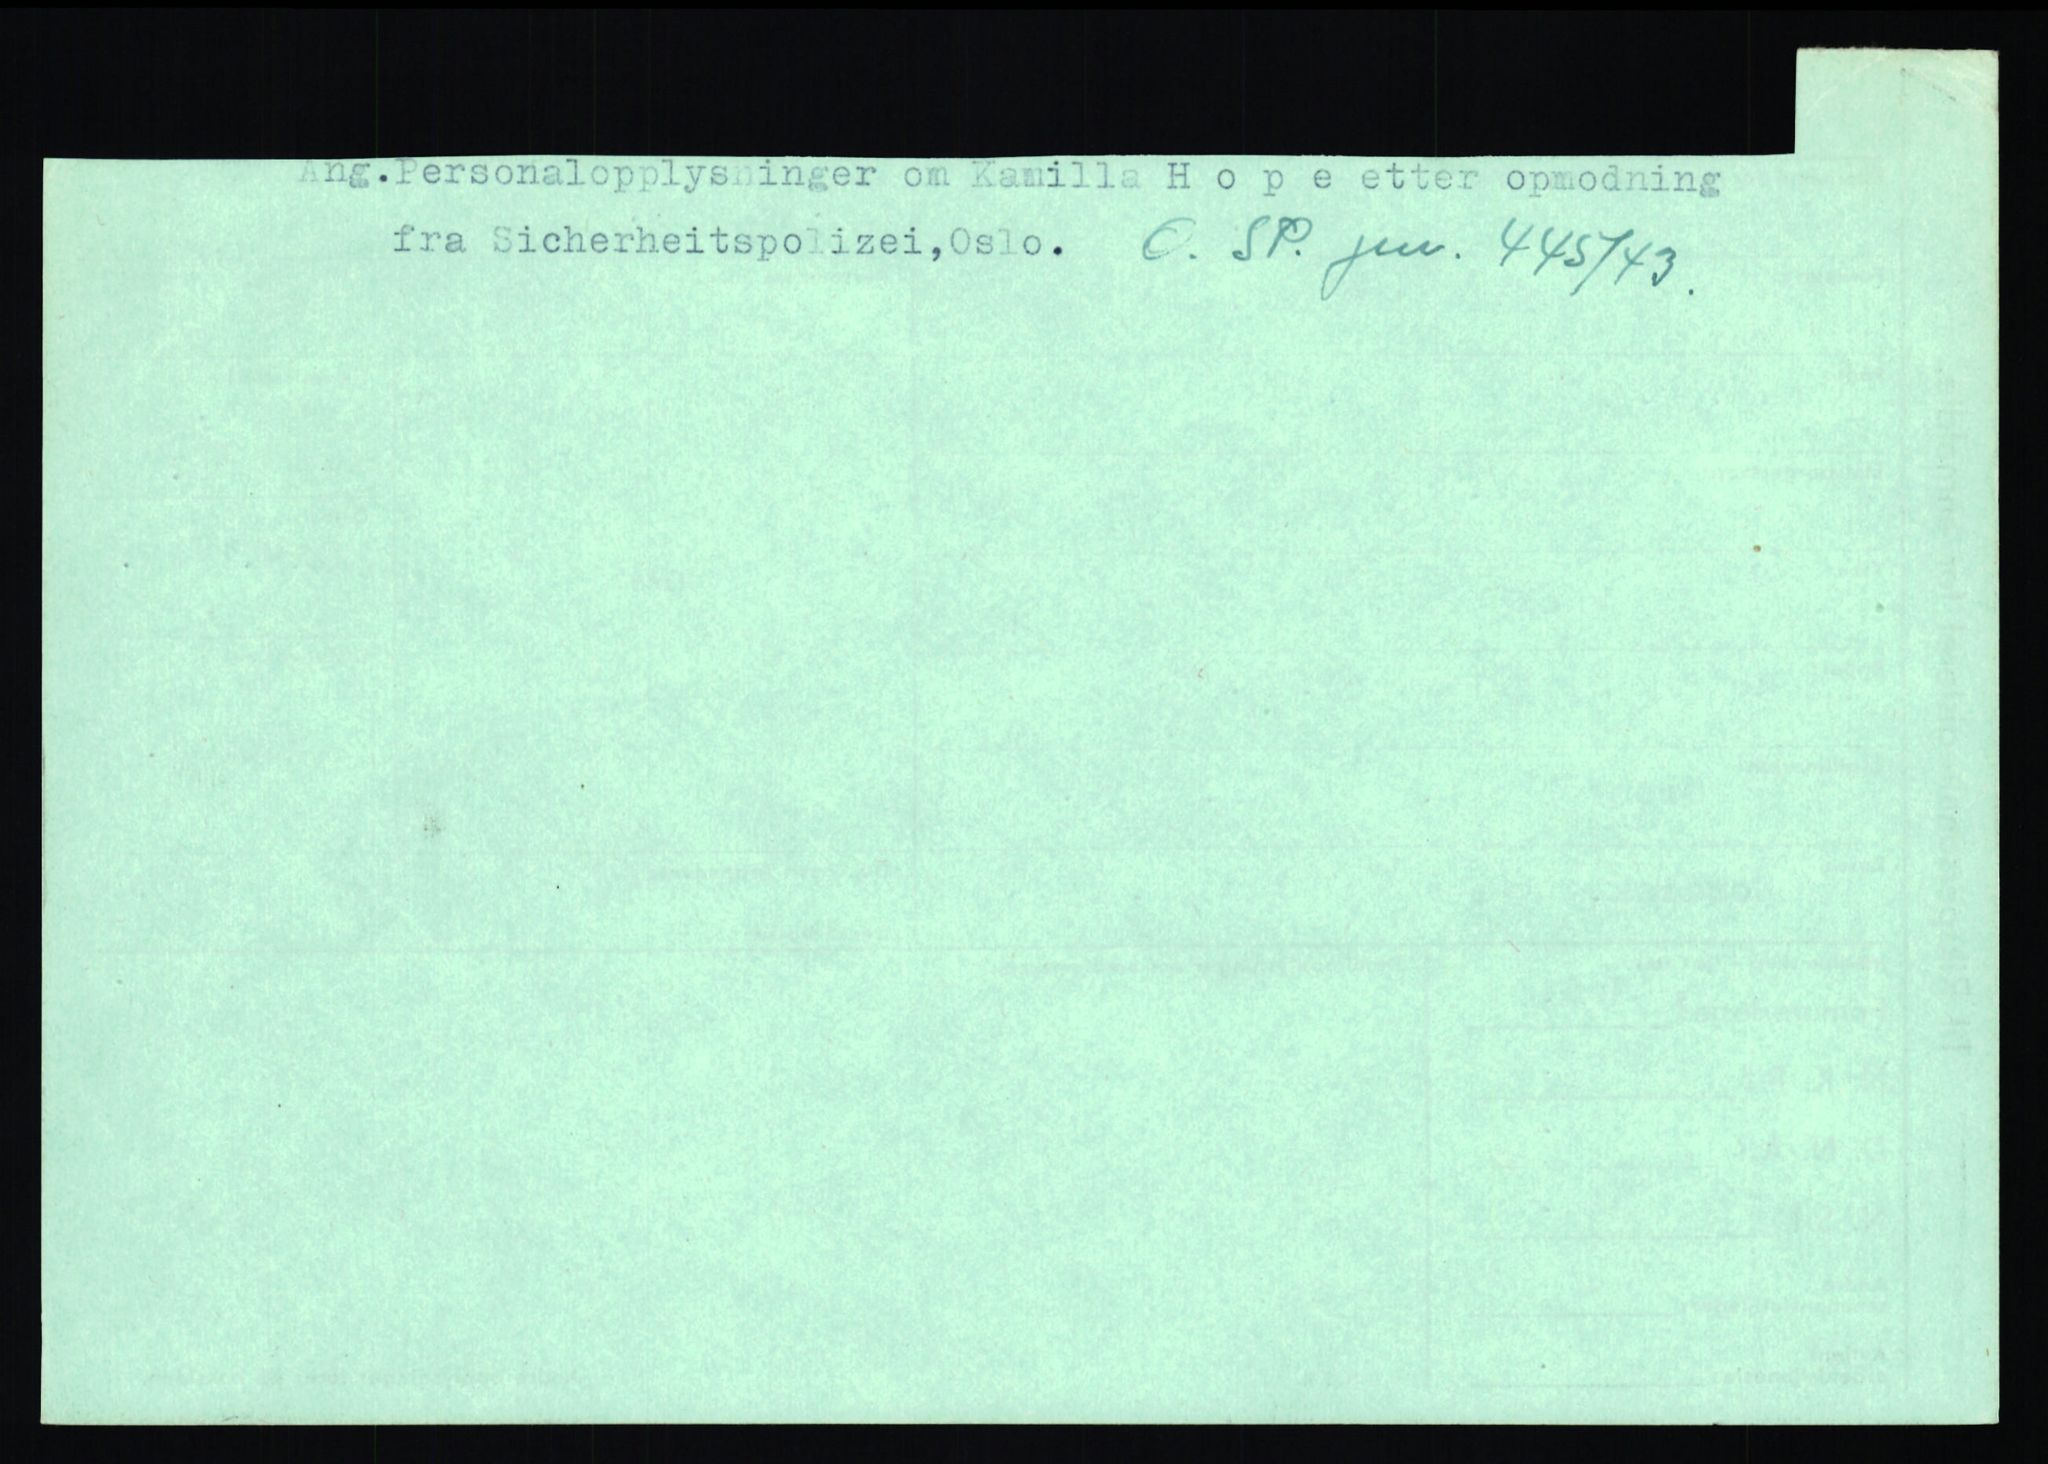 Ang.Personalopplysninger om Kamilla H o p e etter opmodning
fra Sicherheitspolizei,Oslo. O. SP. jnr. 445/43.